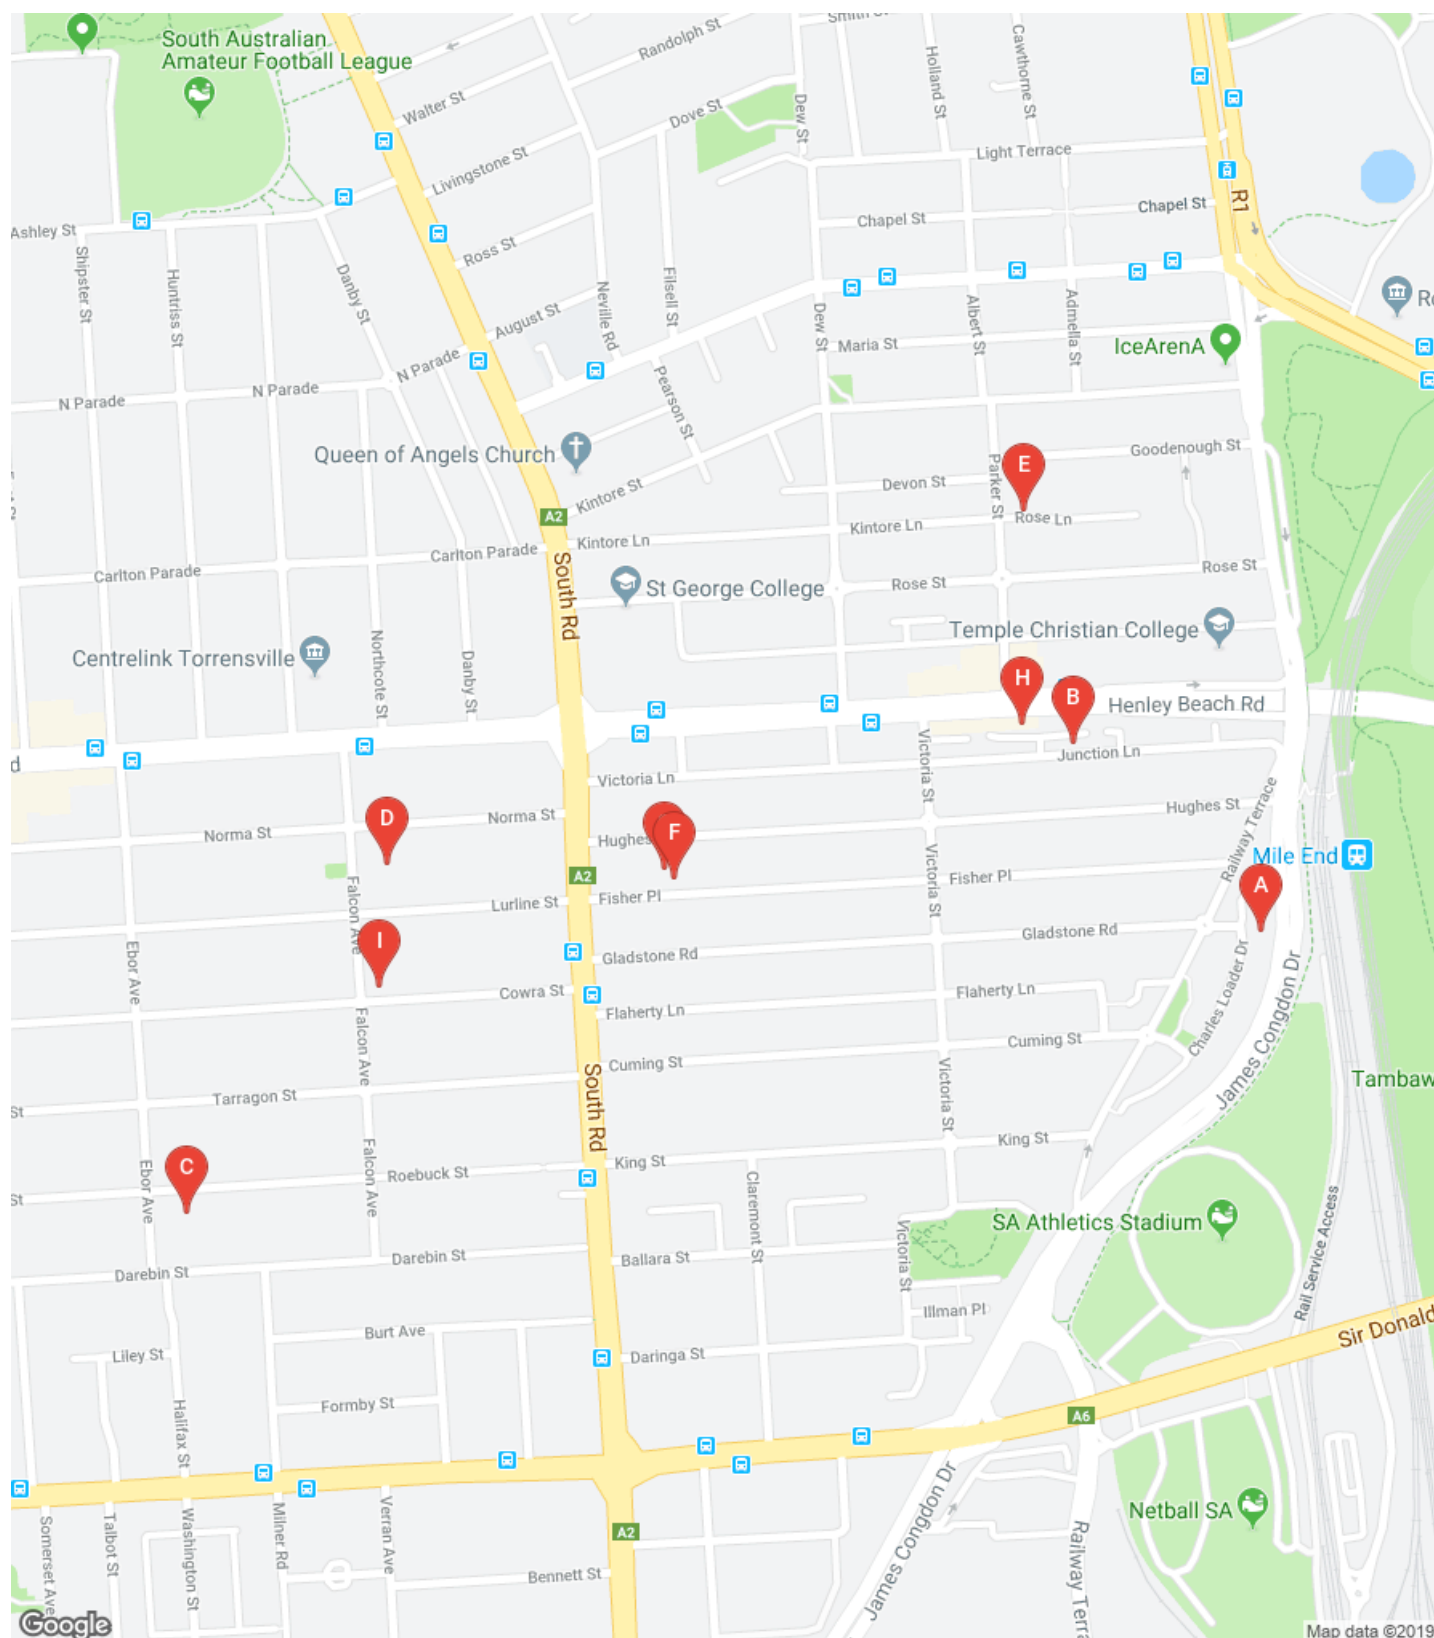 South Australian
Amateur Football League
Randolph St
Walter St
Dove St
Dew St
Holland St
Cawthorne St
Livingstone St
Light Terrace
Chapel St
Chapel St
R1
Ashley St
Shipster St
Huntriss St
Danby St
Ross St
August St
Neville Rd
Filsell St
Dew St
Albert St
Admella St
Maria St
IceArenA
N Parade
N Parade
N Parade
Pearson St
Queen of Angels Church
Kintore St
Goodenough St
Devon St
Parker St
E
Rose Ln
Kintore Ln
Kintore Ln
A2
Carlton Parade
Carlton Parade
South Rd
St George College
Rose St
Rose St
Centrelink Torrensville
Northcote St
Danby St
Temple Christian College
H
B
Henley Beach Rd
d
Victoria St
Junction Ln
Victoria Ln
Norma St
Norma St
D
Hughes
F
Hughes St
Railway Terrace
Mile End
Victoria St
A2
Falcon Ave
Lurline St
Fisher Pl
Fisher Pl
A
Ebor Ave
I
Gladstone Rd
Gladstone Rd
Cowra St
Flaherty Ln
Flaherty Ln
Charles Loader Dr
James Congdon Dr
Falcon Ave
Cuming St
Cuming St
South Rd
Victoria St
Tambaw
St
Tarragon St
C
Ebor Ave
Falcon Ave
Roebuck St
King St
King St
St
Claremont St
Victoria St
SA Athletics Stadium
Rail Service Access
Darebin St
Darebin St
Ballara St
Illman Pl
Burt Ave
Liley St
Daringa St
Sir Donald
Halifax St
Formby St
A6
Somerset Ave
Talbot St
Washington St
Milner Rd
Verran Ave
A2
Bennett St
James Congdon Dr
Railway Terra
Netball SA
Google
Map data ©2019